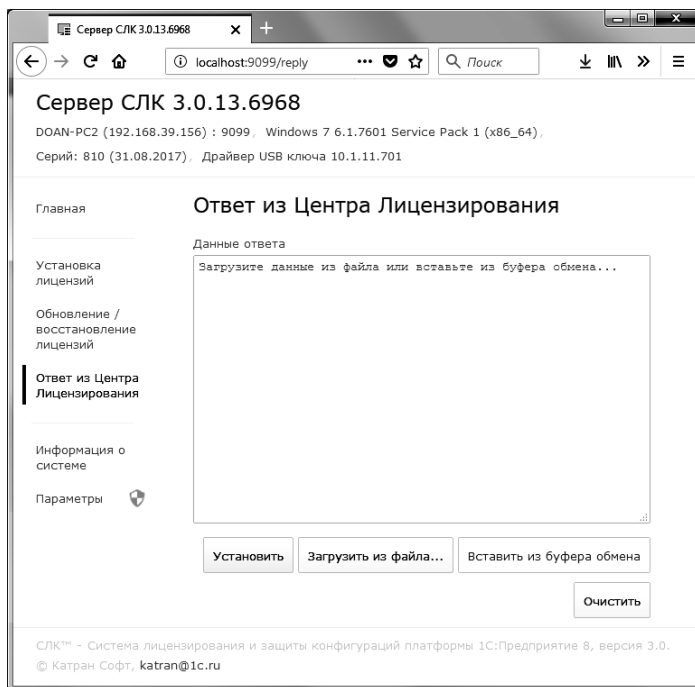 Сервер СЛК 3.0.13.6968
localhost:9099/reply
Поиск
Сервер СЛК 3.0.13.6968
DOAN-PC2 (192.168.39.156) : 9099, Windows 7 6.1.7601 Service Pack 1 (x86_64),
Серий: 810 (31.08.2017), Драйвер USB ключа 10.1.11.701
Главная
Установка
лицензий
Обновление /
восстановление
лицензий
Ответ из Центра
Лицензирования
Информация о
системе
Параметры
Ответ из Центра Лицензирования
Данные ответа
Загрузите данные из файла или вставьте из буфера обмена...
Установить
Загрузить из файла...
Вставить из буфера обмена
Очистить
СЛК™ - Система лицензирования и защиты конфигураций платформы 1С:Предприятие 8, версия 3.0.
© Катран Софт, katran@1c.ru